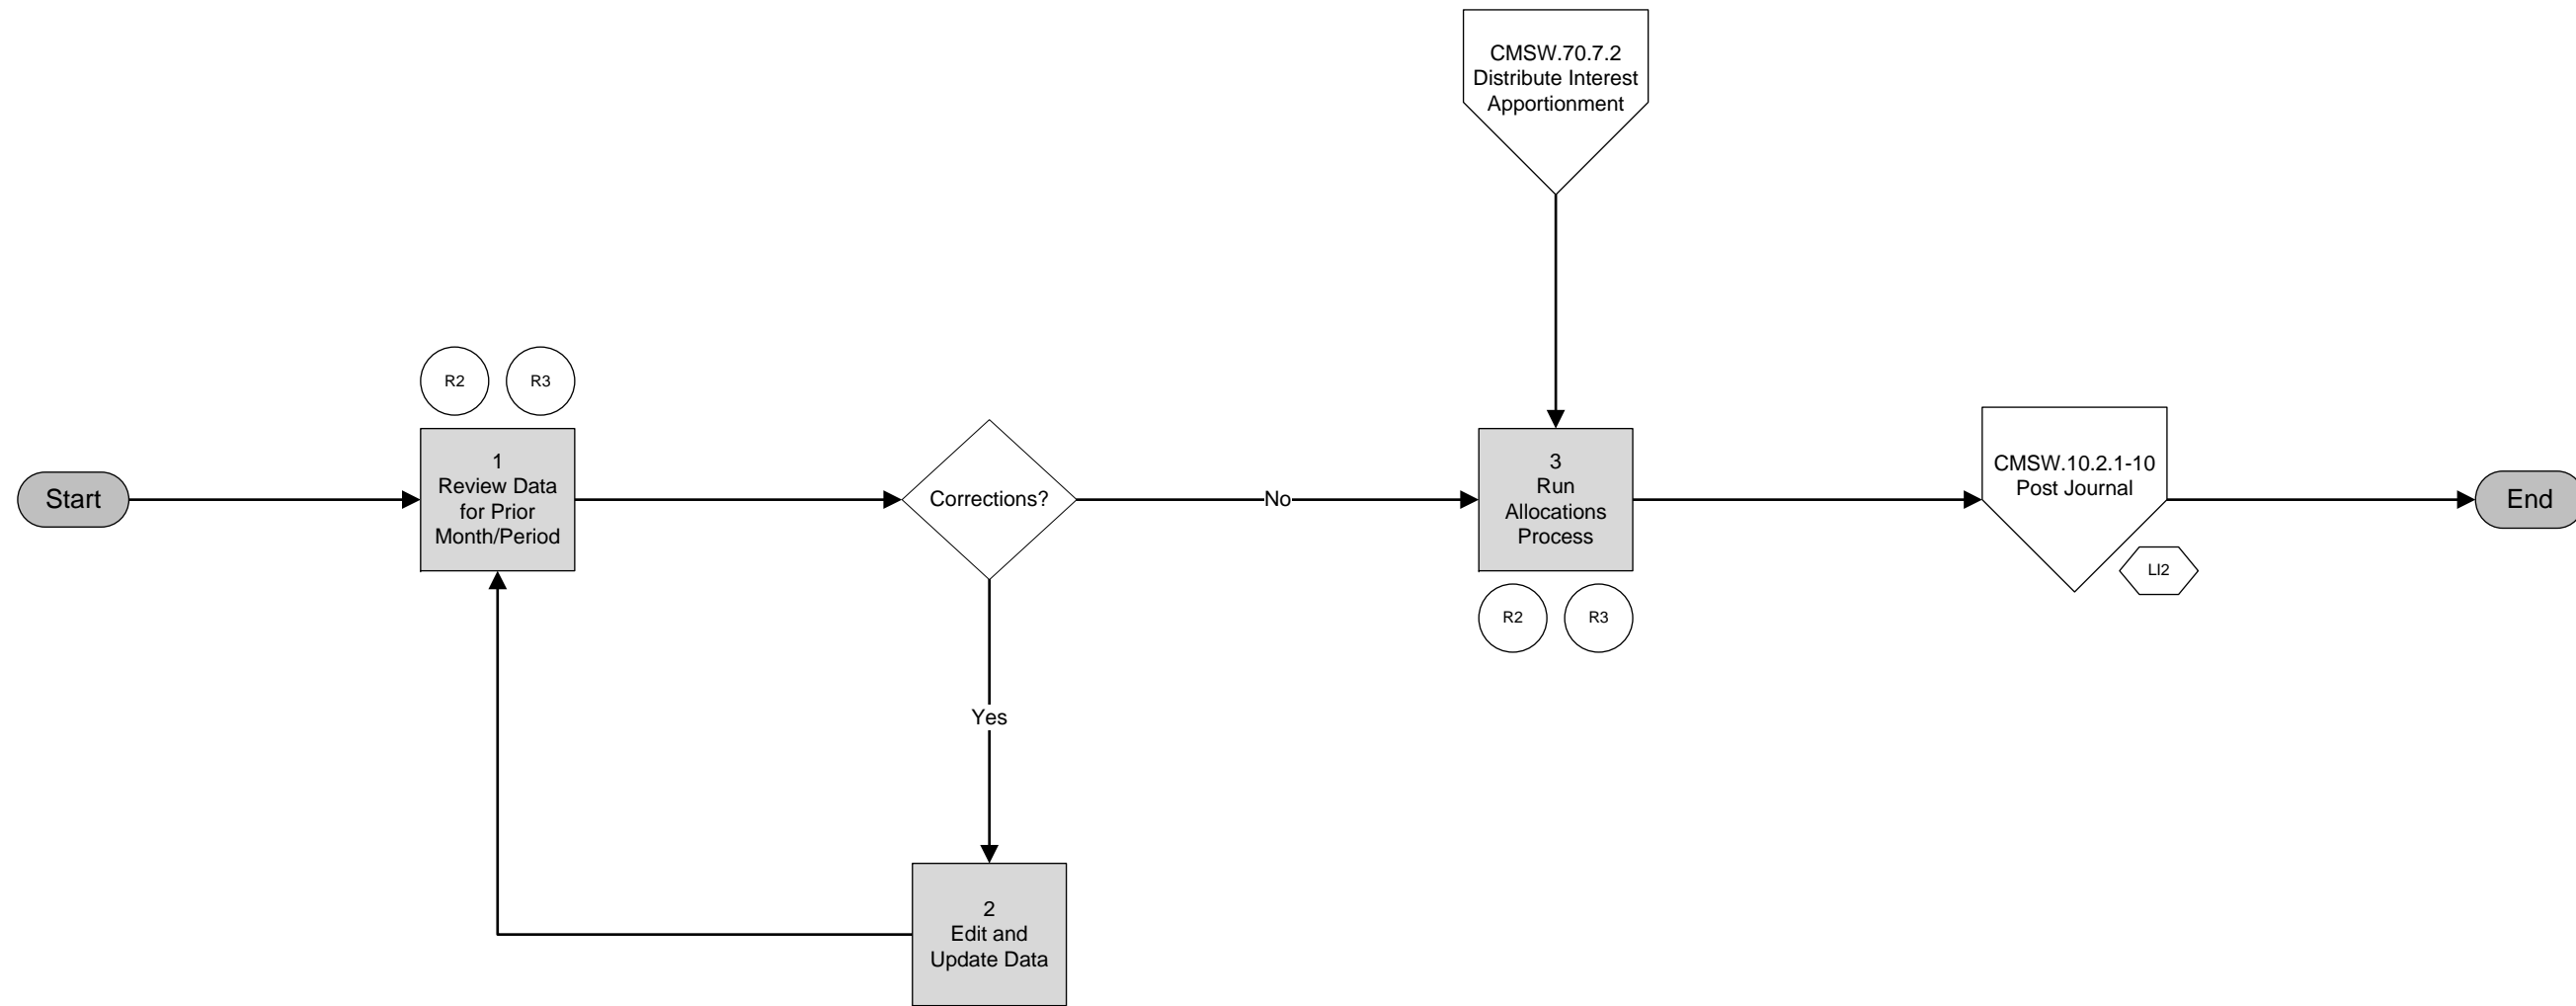 CMSW.70.7.2
Distribute Interest
Apportionment
R2
R3
Start
1
Review Data
for Prior
Month/Period
Corrections?
No
3
Run
Allocations
Process
CMSW.10.2.1-10
Post Journal
End
LI2
R2
R3
Yes
2
Edit and
Update Data